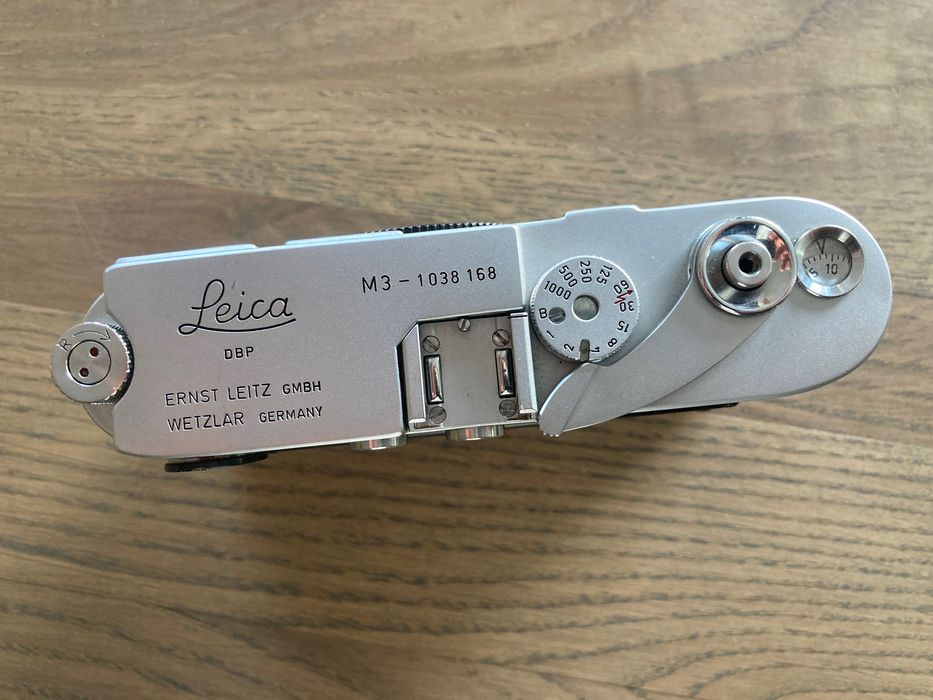 Leica
DBP
ERNST LEITZ GMBH
WETZLAR GERMANY
M3 - 1038 168
R
B
1000
500
250
125
60
30
15
8
4
2
1
5
10